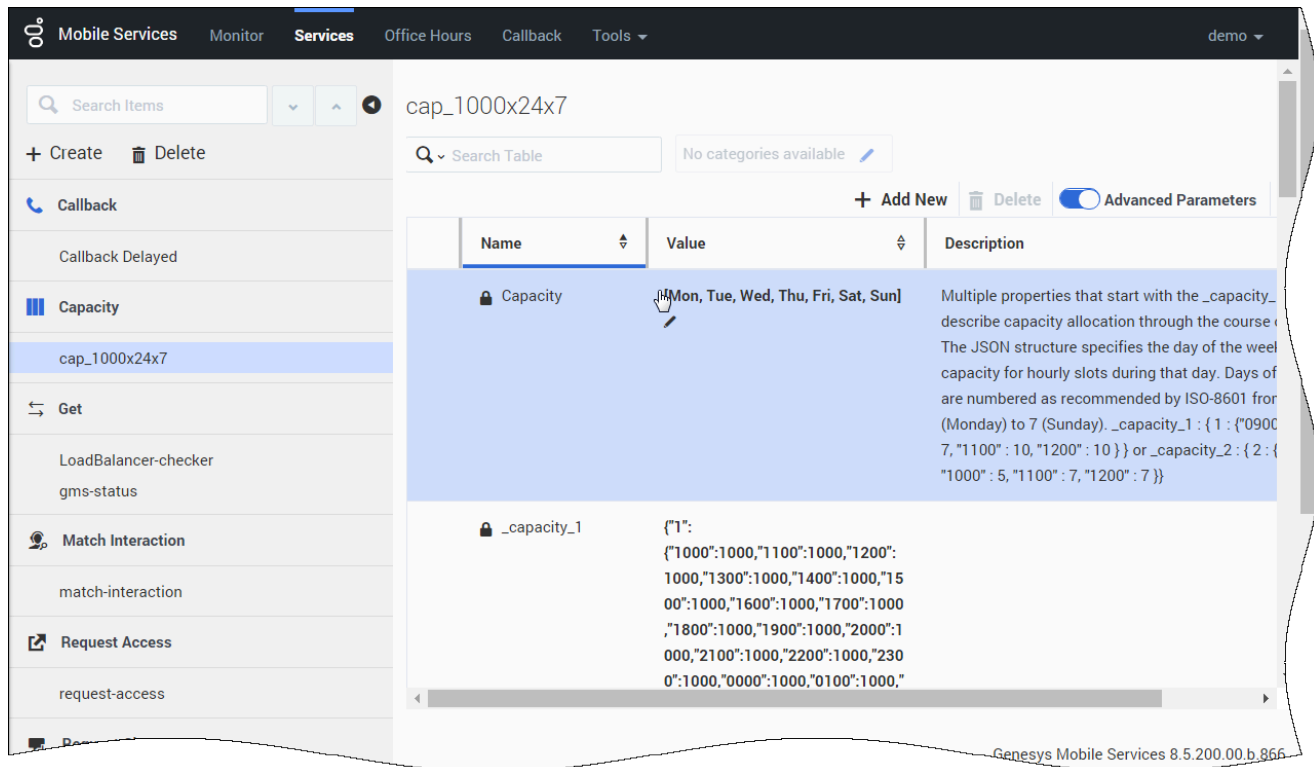 Mobile Services Monitor Services Office Hours Callback Tools demo
Search Items
+ Create Delete
Callback
Callback Delayed
Capacity
cap_1000x24x7
Get
LoadBalancer-checker
gms-status
Match Interaction
match-interaction
Request Access
request-access
cap_1000x24x7
Search Table No categories available
+ Add New Delete Advanced Parameters
Name Value Description
Capacity
[Mon, Tue, Wed, Thu, Fri, Sat, Sun]
Multiple properties that start with the _capacity_
describe capacity allocation through the course
The JSON structure specifies the day of the week
capacity for hourly slots during that day. Days of
are numbered as recommended by ISO-8601 from
(Monday) to 7 (Sunday). _capacity_1 : { 1 : {"0900
7, "1100" : 10, "1200" : 10 } } or _capacity_2 : { 2 : {
"1000" : 5, "1100" : 7, "1200" : 7 }}
_capacity_1
{"1":
{"1000":1000,"1100":1000,"1200":
1000,"1300":1000,"1400":1000,"15
00":1000,"1600":1000,"1700":1000
,"1800":1000,"1900":1000,"2000":1
000,"2100":1000,"2200":1000,"230
0":1000,"0000":1000,"0100":1000,"
Genesys Mobile Services 8.5.200.00.b.866